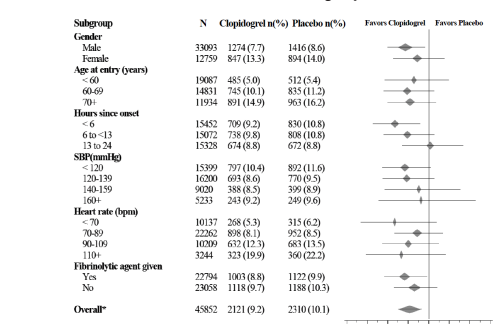 Subgroup N Clopidogrel n(%) Placebo n(%) Favors Clopidogrel Favors Placebo
Gender
Male 33093 1274 (7.7) 1416 (8.6)
Female 12759 847 (13.3) 894 (14.0)
Age at entry (years)
< 60 19087 485 (5.0) 512 (5.4)
60-69 14831 745 (10.1) 835 (11.2)
70+ 11934 891 (14.9) 963 (16.2)
Hours since onset
< 6 15452 709 (9.2) 830 (10.8)
6 to <13 15072 738 (9.8) 808 (10.8)
13 to 24 15328 674 (8.8) 672 (8.8)
SBP(mmHg)
< 120 15399 797 (10.4) 892 (11.6)
120-139 16200 693 (8.6) 770 (9.5)
140-159 9020 388 (8.5) 399 (8.9)
160+ 5233 243 (9.2) 249 (9.6)
Heart rate (bpm)
< 70 10137 268 (5.3) 315 (6.2)
70-89 22262 898 (8.1) 952 (8.5)
90-109 10209 632 (12.3) 683 (13.5)
110+ 3244 323 (19.9) 360 (22.2)
Fibrinolytic agent given
Yes 22794 1003 (8.8) 1122 (9.9)
No 23058 1118 (9.7) 1188 (10.3)
Overall* 45852 2121 (9.2) 2310 (10.1)